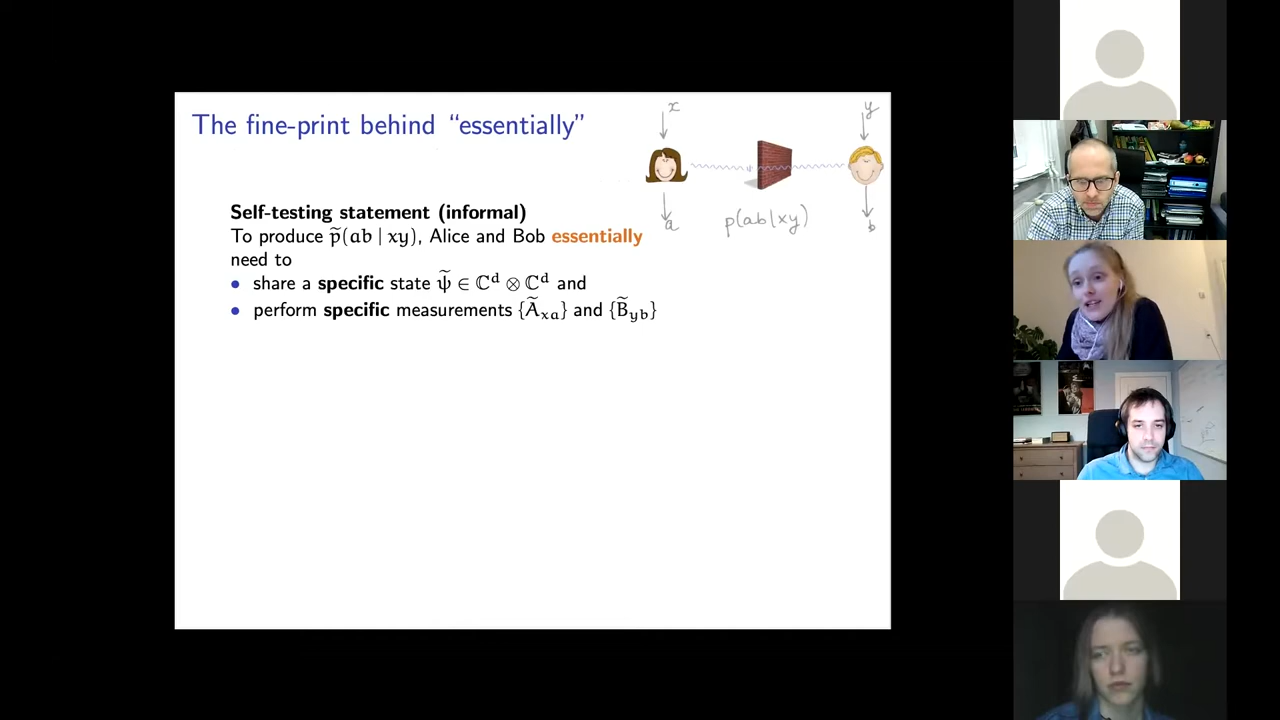 The fine-print behind “essentially”
x
y
a
p(ab|xy)
b
Self-testing statement (informal)
To produce p̃(ab | xy), Alice and Bob essentially
need to
• share a specific state ψ̃ ∈ ℂᵈ ⊗ ℂᵈ and
• perform specific measurements {Ãₓₐ} and {B̃_yb}